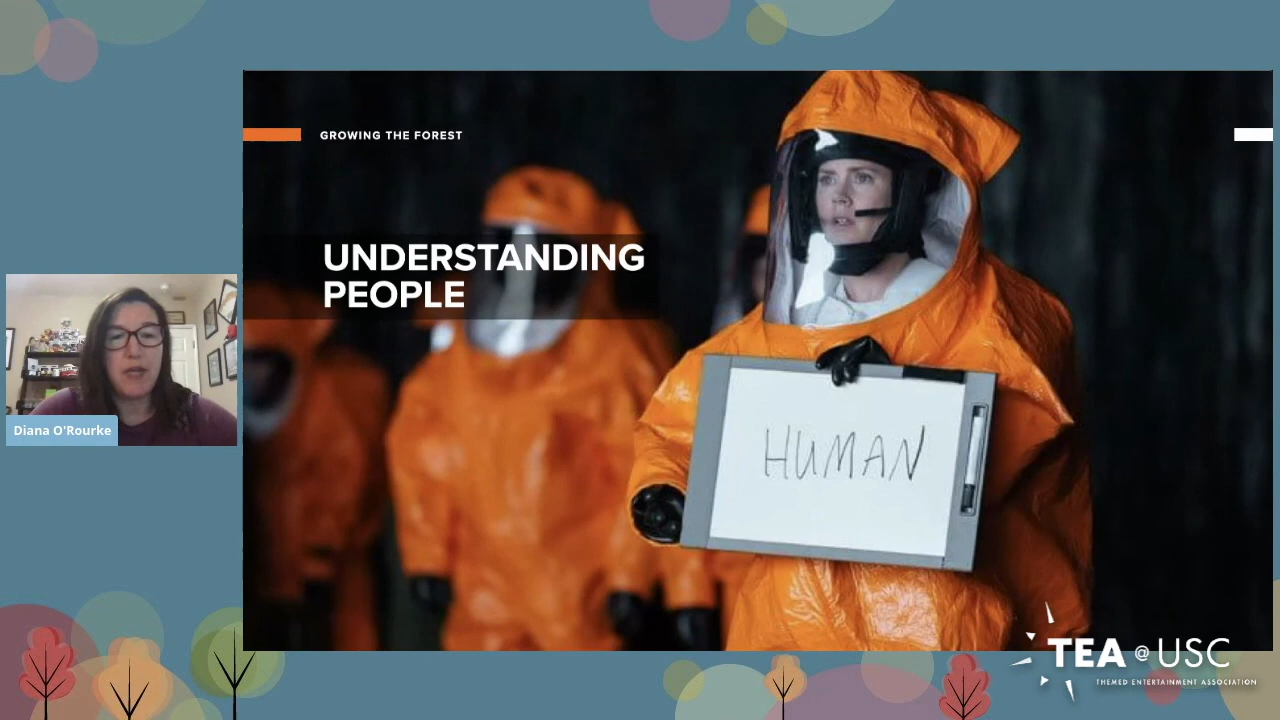 GROWING THE FOREST
UNDERSTANDING
PEOPLE
HUMAN
Diana O'Rourke
TEA @ USC
THEMED ENTERTAINMENT ASSOCIATION